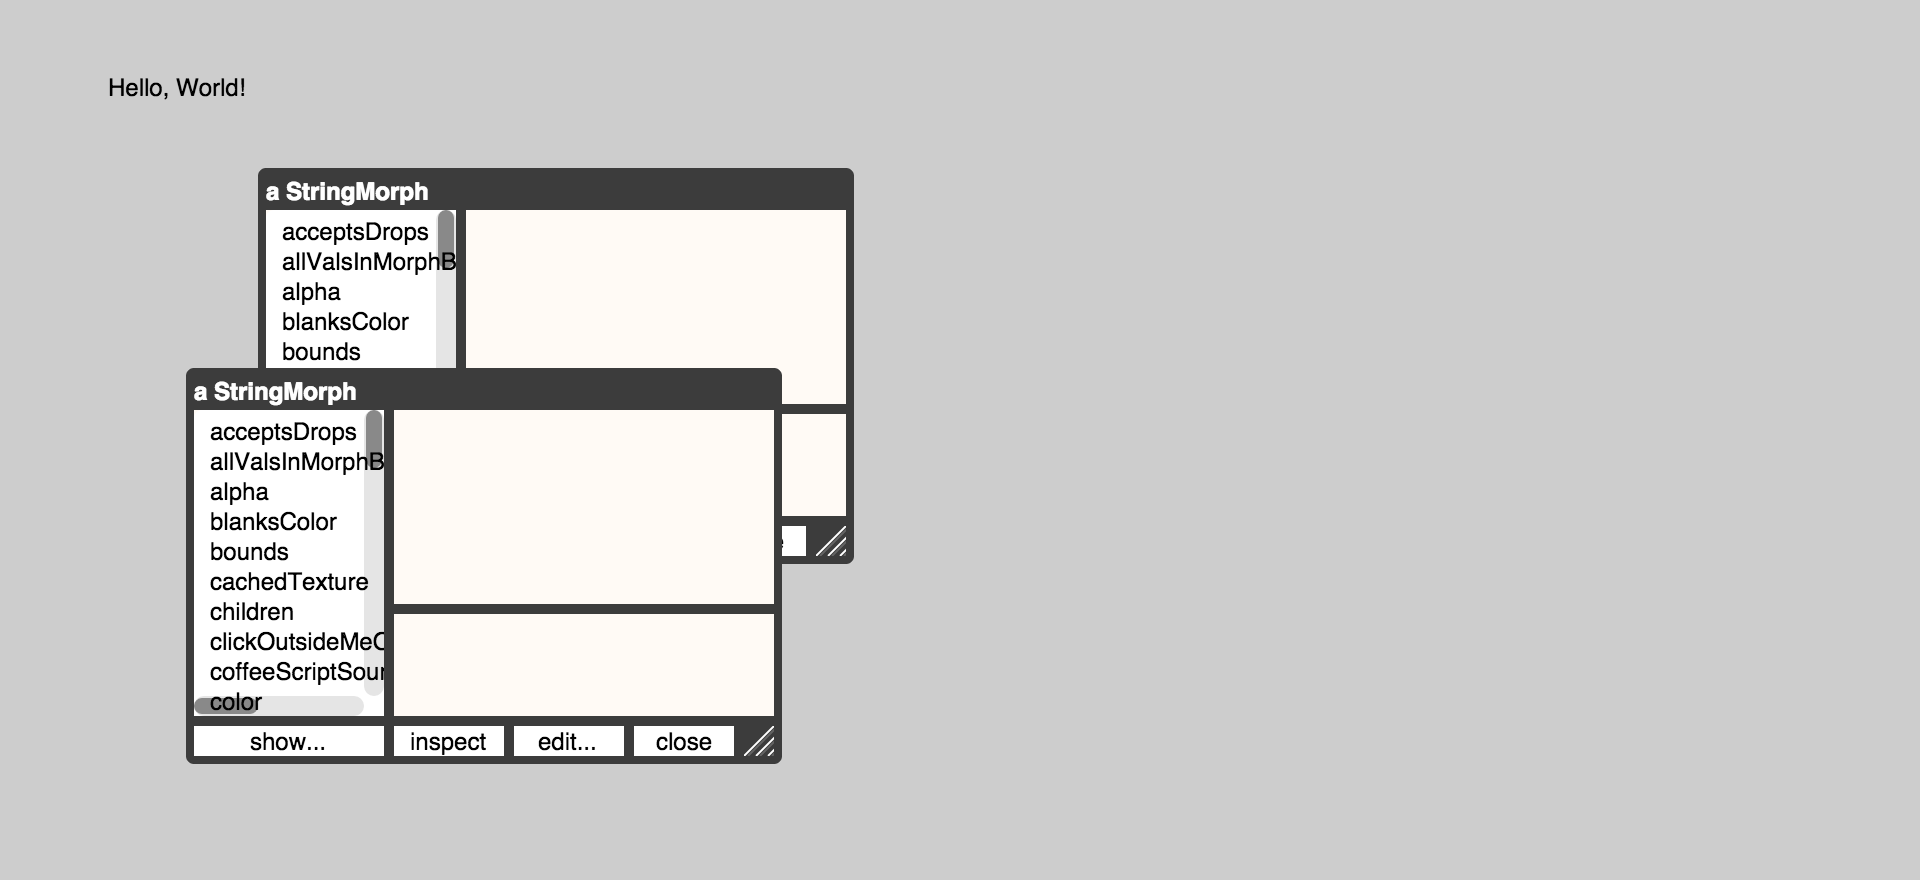 Hello, World!
a StringMorph
acceptsDrops
allValsInMorphB
alpha
blanksColor
bounds
a StringMorph
acceptsDrops
allValsInMorphB
alpha
blanksColor
bounds
cachedTexture
children
clickOutsideMeC
coffeeScriptSour
color
show...
inspect
edit...
close